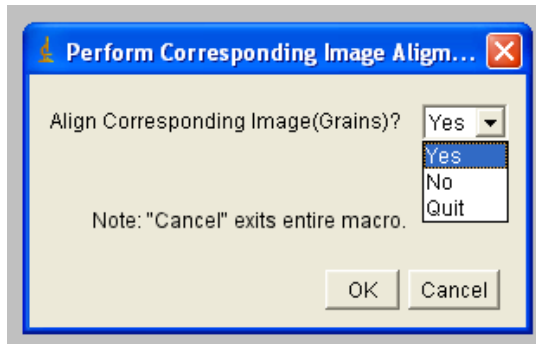 Perform Corresponding Image Aligm...
Align Corresponding Image(Grains)? Yes
Yes
No
Quit
Note: "Cancel" exits entire macro.
OK Cancel